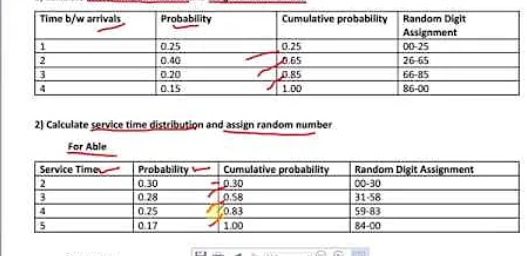 Time b/w arrivals Probability Cumulative probability Random Digit Assignment
1 0.25 0.25 00-25
2 0.40 0.65 26-65
3 0.20 0.85 66-85
4 0.15 1.00 86-00
2) Calculate service time distribution and assign random number
For Able
Service Time Probability Cumulative probability Random Digit Assignment
2 0.30 0.30 00-30
3 0.28 0.58 31-58
4 0.25 0.83 59-83
5 0.17 1.00 84-00